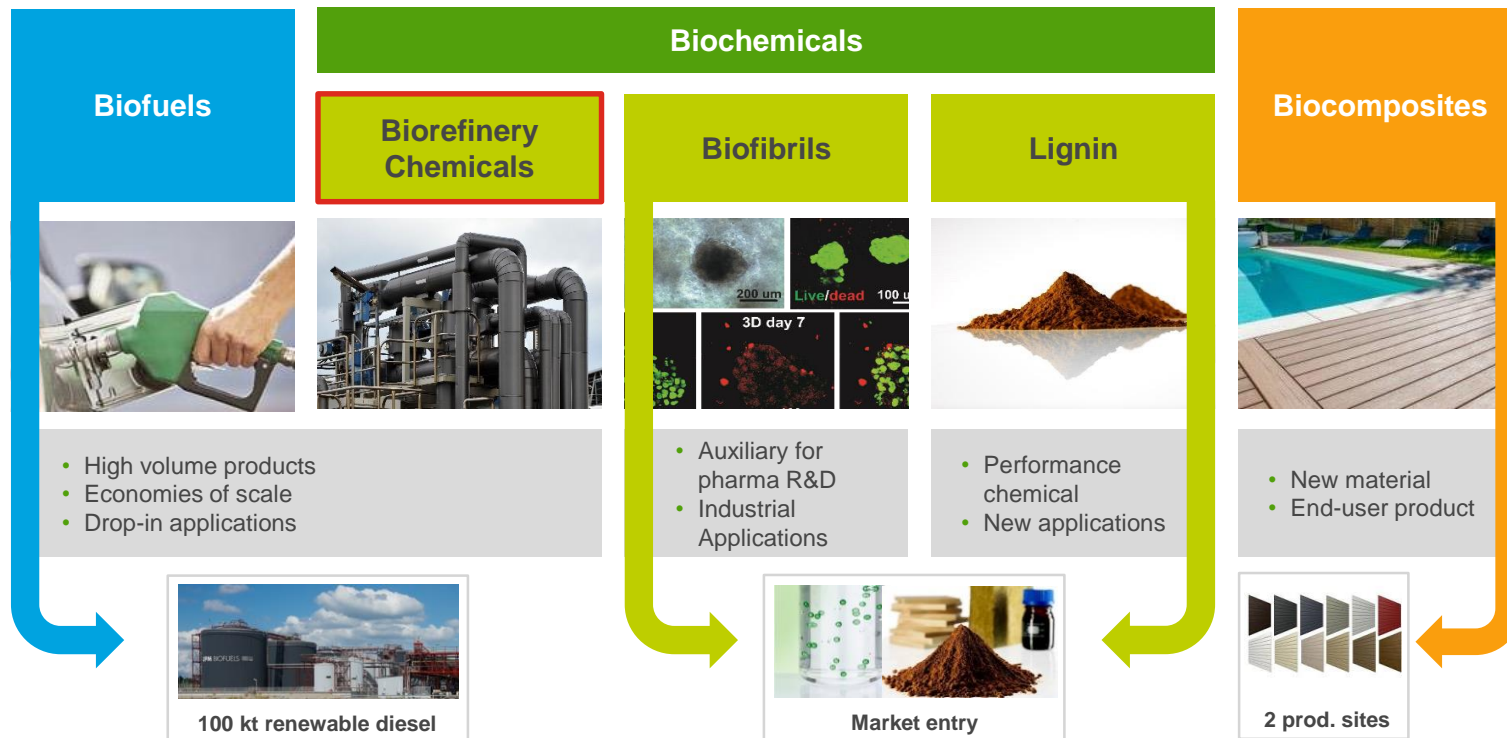 Biochemicals
Biofuels
Biorefinery
Chemicals
Biofibrils
Lignin
Biocomposites
200 um
Live/dead
100 u
3D day 7
• High volume products
• Economies of scale
• Drop-in applications
• Auxiliary for
pharma R&D
• Industrial
Applications
• Performance
chemical
• New applications
• New material
• End-user product
BIOFUELS
100 kt renewable diesel
Market entry
2 prod. sites